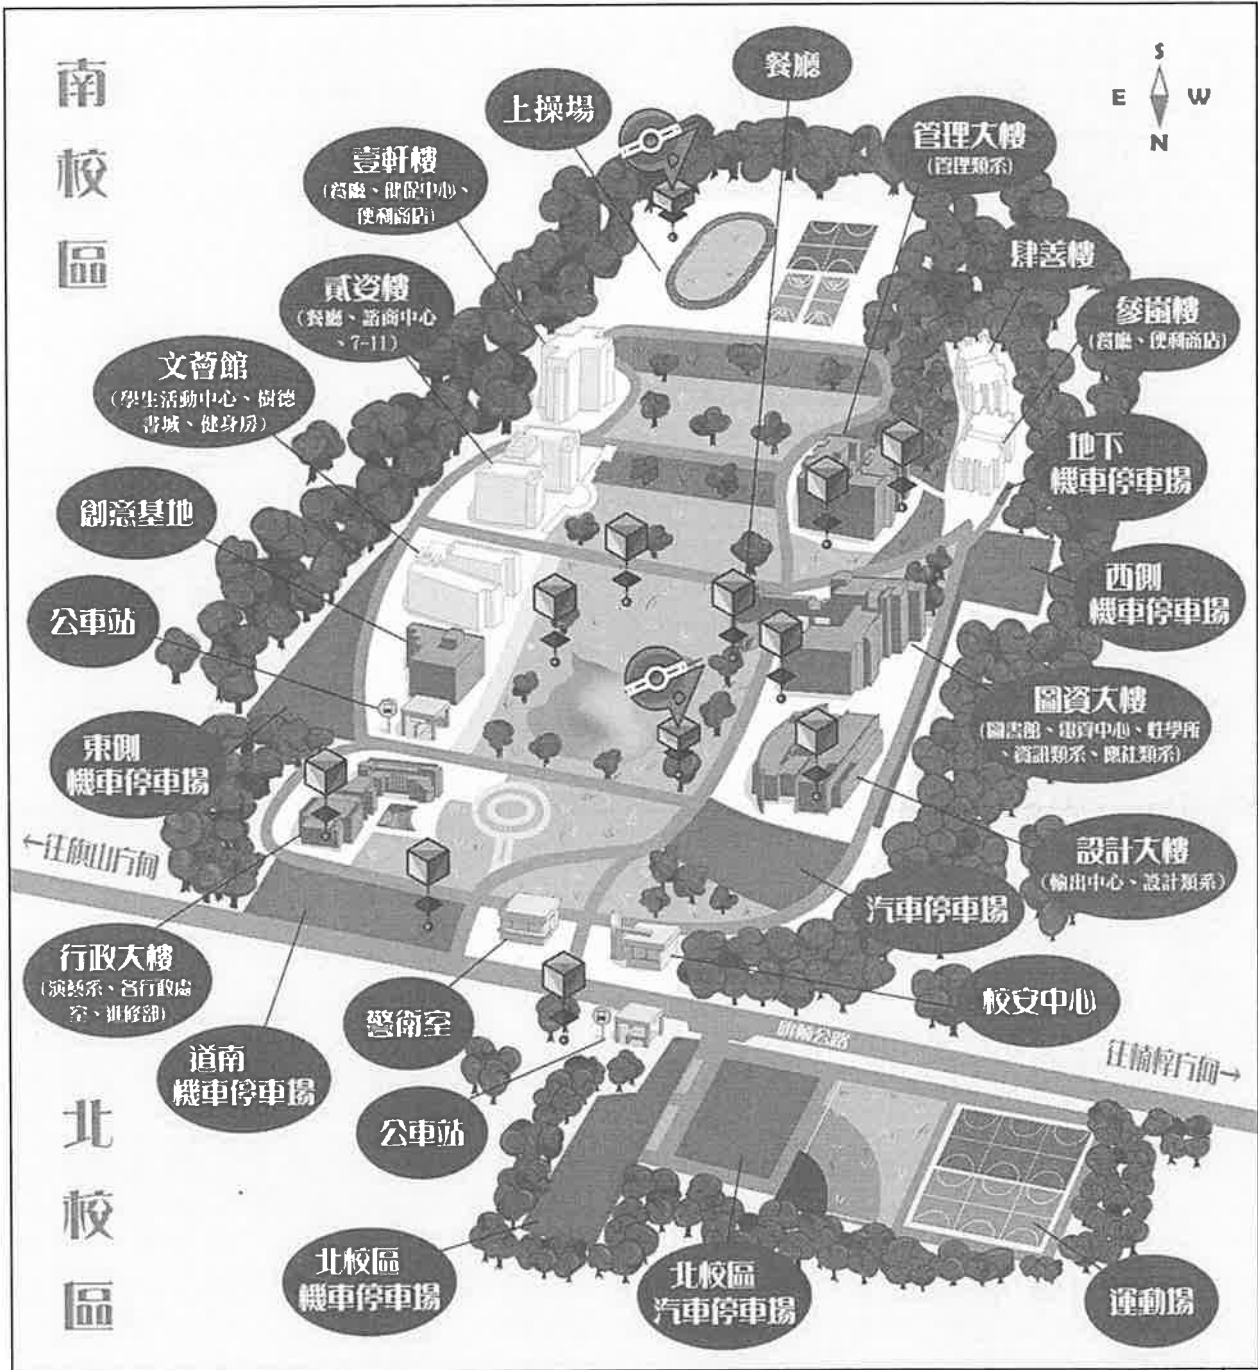 南
校
區
餐廳
S
E W
N
上操場
管理大樓
(管理類系)
壹軒樓
(餐廳、健促中心、
便利商店)
肆善樓
貳姿樓
(餐廳、諮商中心
、7-11)
參崗樓
(餐廳、便利商店)
文薈館
(學生活動中心、樹德
書城、健身房)
地下
機車停車場
創意基地
西側
機車停車場
公車站
圖資大樓
(圖書館、電資中心、性學所
、資訊類系、應社類系)
東側
機車停車場
←往旗山方向
設計大樓
(輸出中心、設計類系)
汽車停車場
行政大樓
(演藝系、各行政處
室、進修部)
校安中心
警衛室
旗楠公路
道南
機車停車場
往楠梓方向→
公車站
北
校
區
北校區
機車停車場
北校區
汽車停車場
運動場